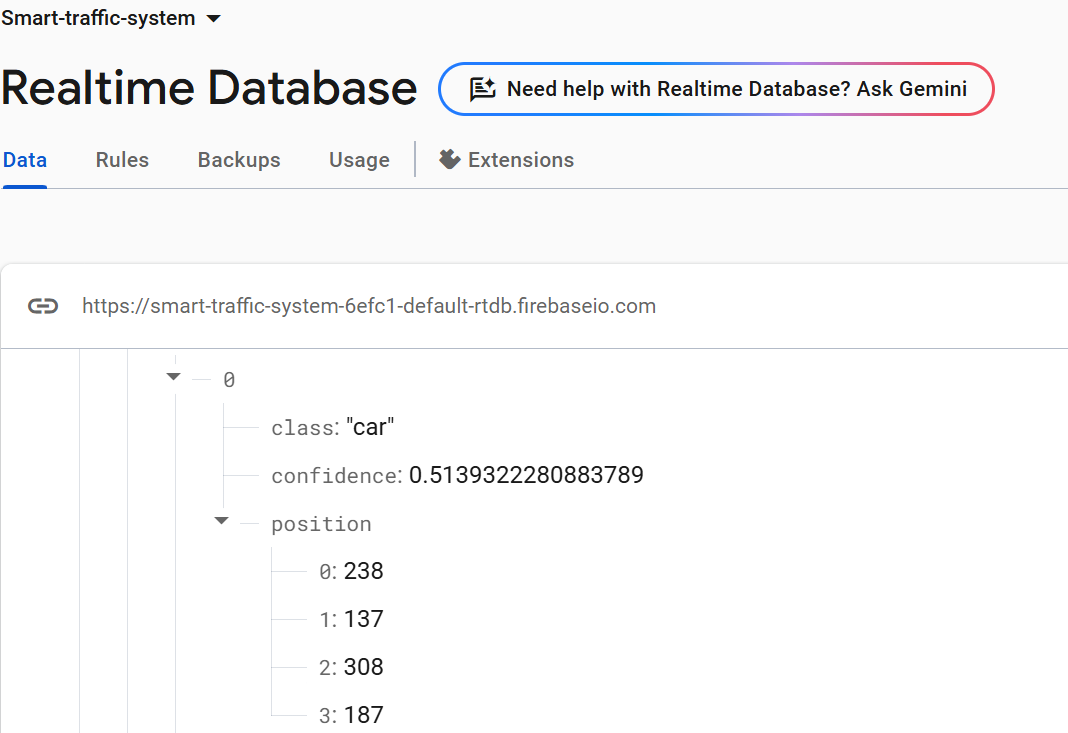 Smart-traffic-system
Realtime Database
Need help with Realtime Database? Ask Gemini
Data Rules Backups Usage Extensions
https://smart-traffic-system-6efc1-default-rtdb.firebaseio.com
0
class: "car"
confidence: 0.5139322280883789
position
0: 238
1: 137
2: 308
3: 187